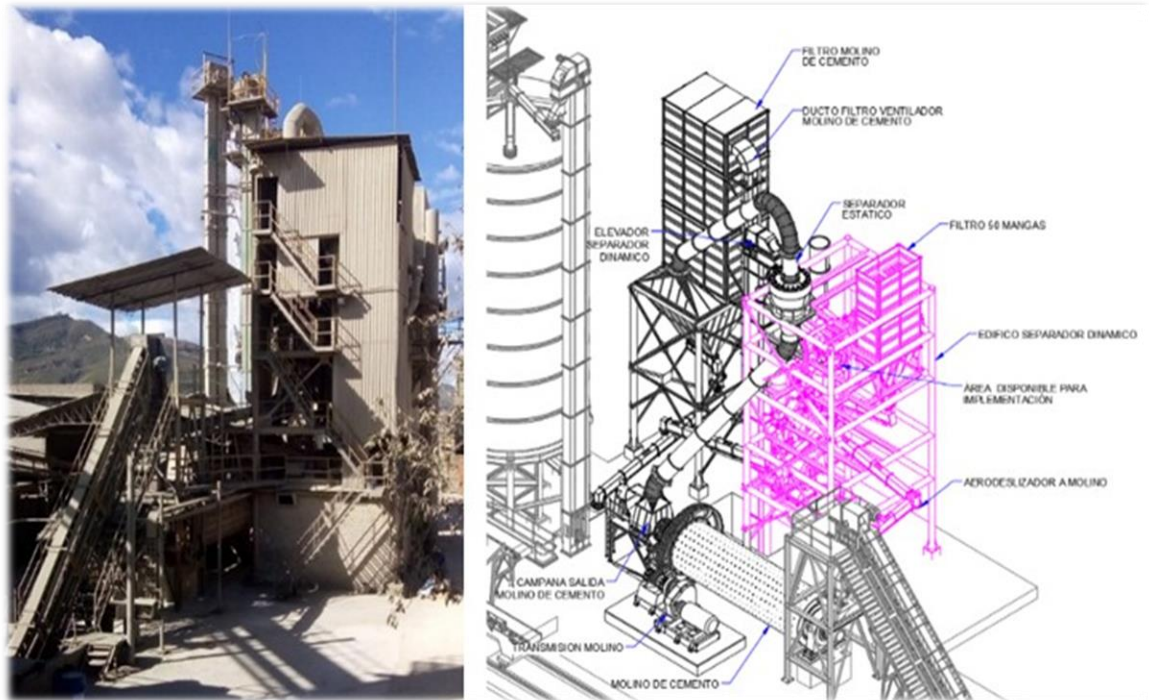 FILTRO MOLINO
DE CEMENTO
DUCTO FILTRO VENTILADOR
MOLINO DE CEMENTO
SEPARADOR
ESTATICO
FILTRO 50 MANGAS
ELEVADOR
SEPARADOR
DINAMICO
EDIFICO SEPARADOR DINAMICO
ÁREA DISPONIBLE PARA
IMPLEMENTACIÓN
AERODESLIZADOR A MOLINO
CAMPANA SALIDA
MOLINO DE CEMENTO
TRANSMISION MOLINO
MOLINO DE CEMENTO